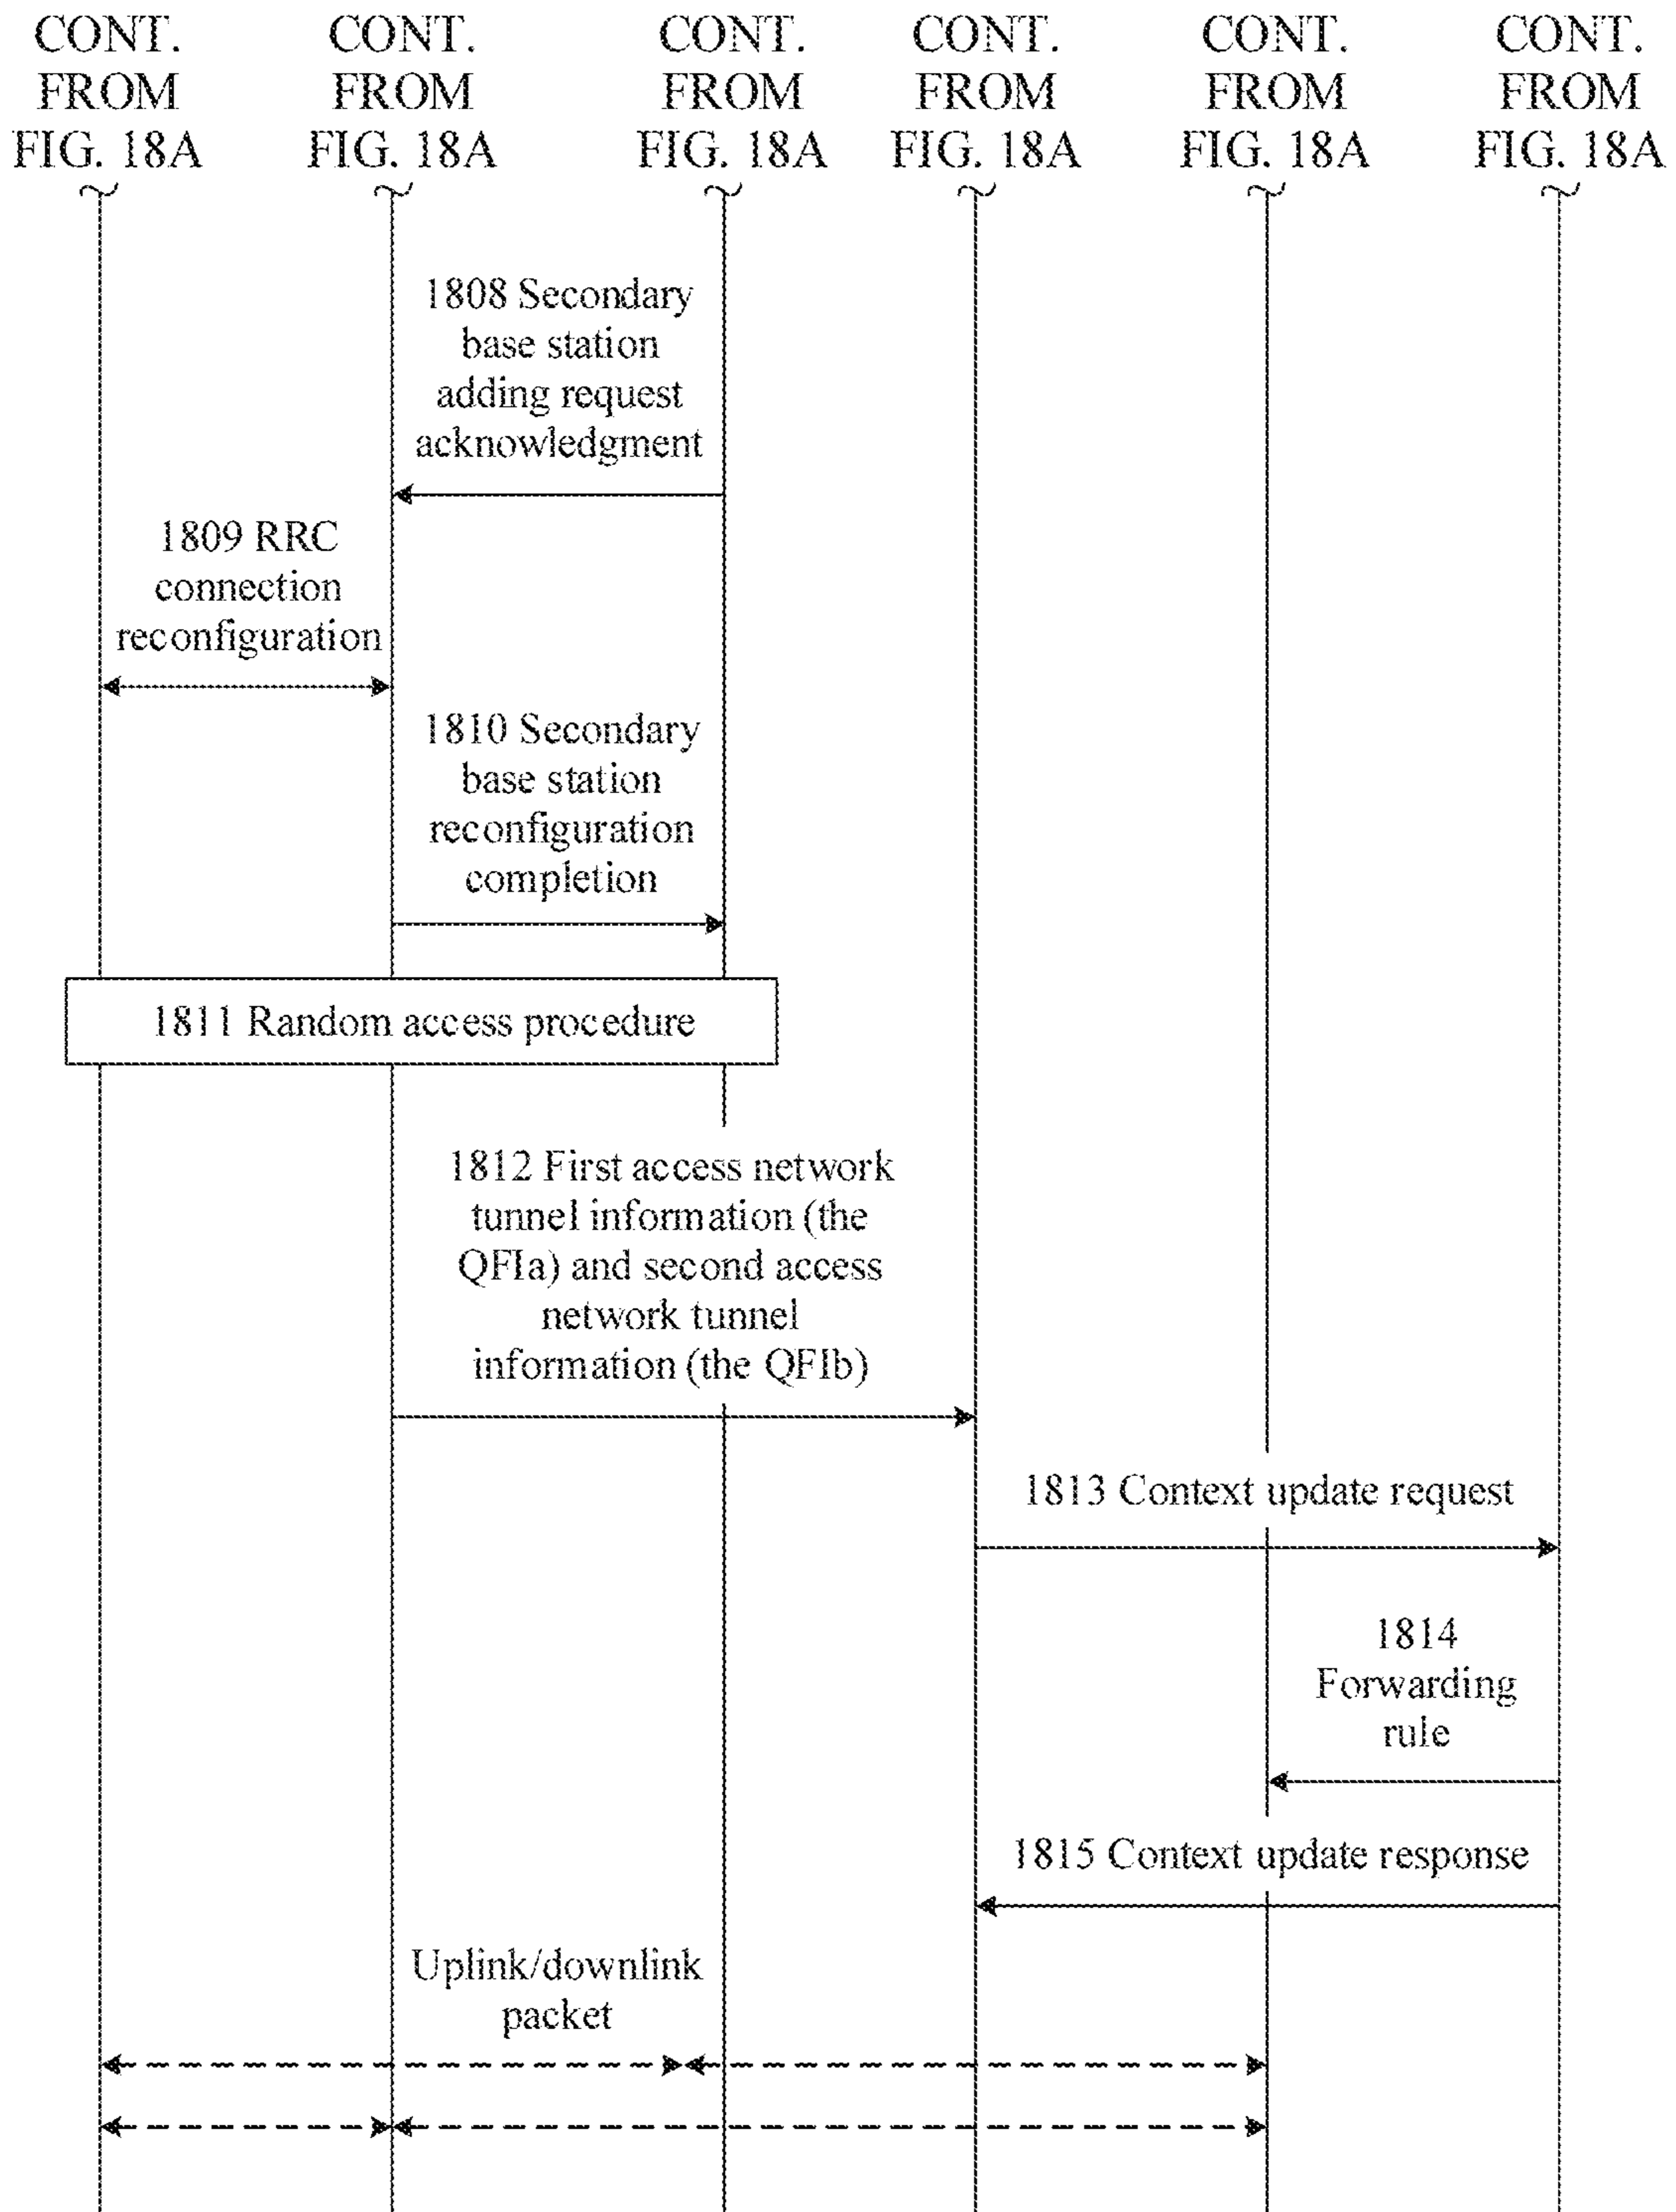 CONT. FROM FIG. 18A
CONT. FROM FIG. 18A
CONT. FROM FIG. 18A
CONT. FROM FIG. 18A
CONT. FROM FIG. 18A
CONT. FROM FIG. 18A
1808 Secondary
base station
adding request
acknowledgment
1809 RRC
connection
reconfiguration
1810 Secondary
base station
reconfiguration
completion
1811 Random access procedure
1812 First access network
tunnel information (the
QFIa) and second access
network tunnel
information (the QFIb)
1813 Context update request
1814
Forwarding
rule
1815 Context update response
Uplink/downlink
packet